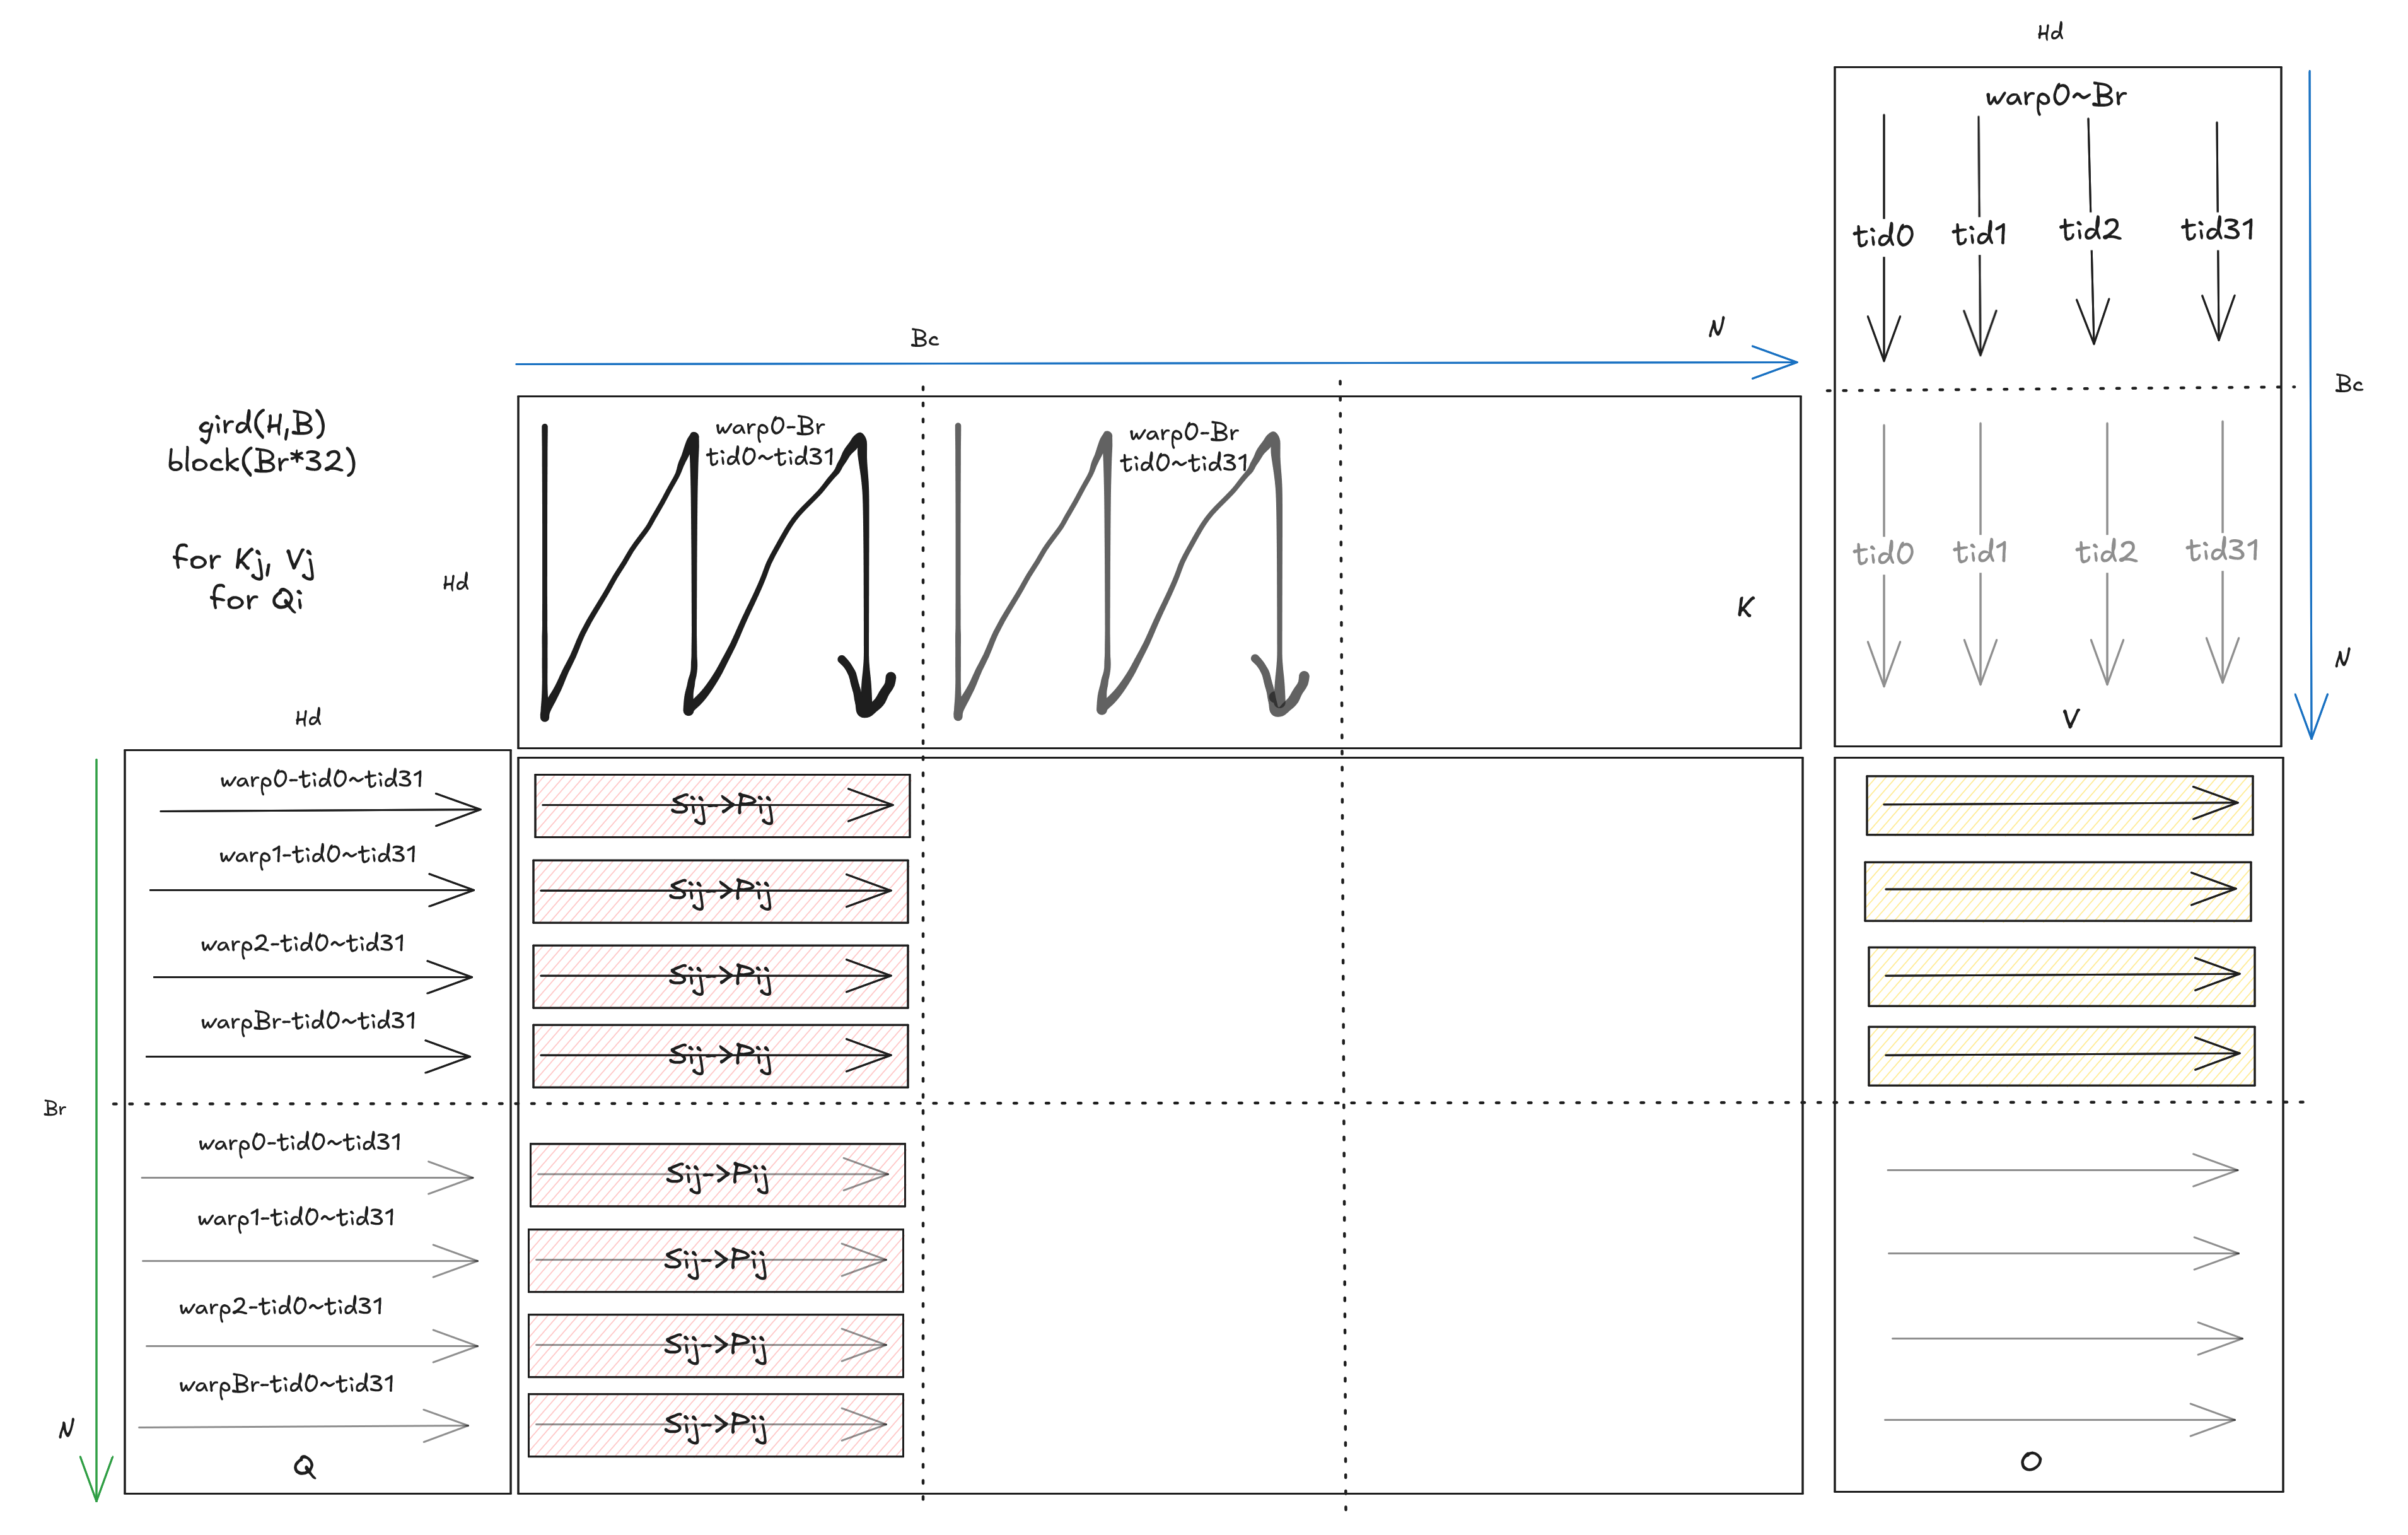 Hd
warp0~Br
tid0 tid1 tid2 tid31
Bc
N
Bc
gird(H,B)
block(Br*32)
for Kj, Vj
for Qi
Hd
warp0-Br
tid0~tid31
warp0-Br
tid0~tid31
K
tid0 tid1 tid2 tid31
N
V
Hd
warp0-tid0~tid31
Sij->Pij
warp1-tid0~tid31
Sij->Pij
warp2-tid0~tid31
Sij->Pij
warpBr-tid0~tid31
Sij->Pij
Br
warp0-tid0~tid31
Sij->Pij
warp1-tid0~tid31
Sij->Pij
warp2-tid0~tid31
Sij->Pij
warpBr-tid0~tid31
Sij->Pij
N
Q
O